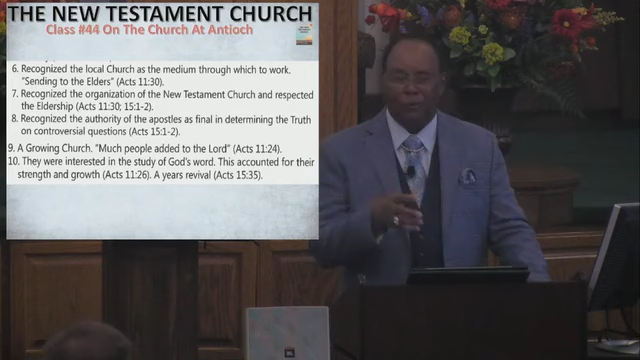 THE NEW TESTAMENT CHURCH
Class #44 On The Church At Antioch
6. Recognized the local Church as the medium through which to work.
"Sending to the Elders" (Acts 11:30).
7. Recognized the organization of the New Testament Church and respected
the Eldership (Acts 11:30; 15:1-2).
8. Recognized the authority of the apostles as final in determining the Truth
on controversial questions (Acts 15:1-2).
9. A Growing Church. "Much people added to the Lord" (Acts 11:24).
10. They were interested in the study of God's word. This accounted for their
strength and growth (Acts 11:26). A years revival (Acts 15:35).